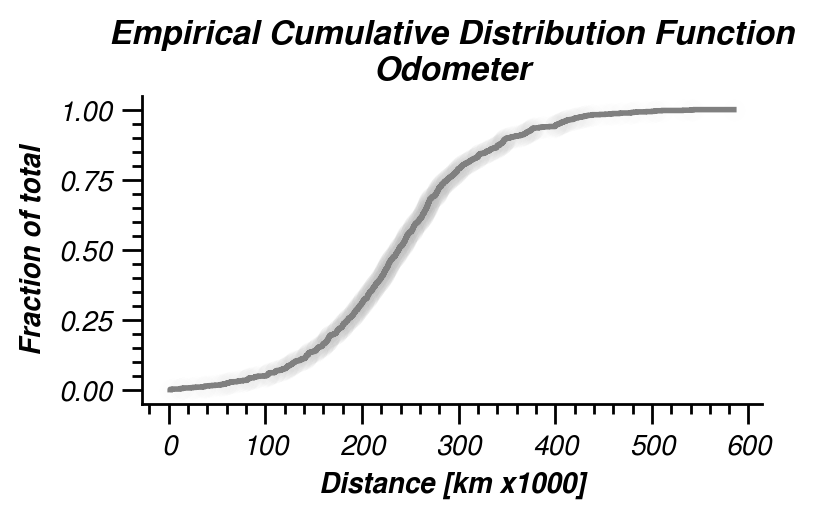 Empirical Cumulative Distribution Function
Odometer
1.00
0.75
0.50
0.25
0.00
Fraction of total
0 100 200 300 400 500 600
Distance [km x1000]